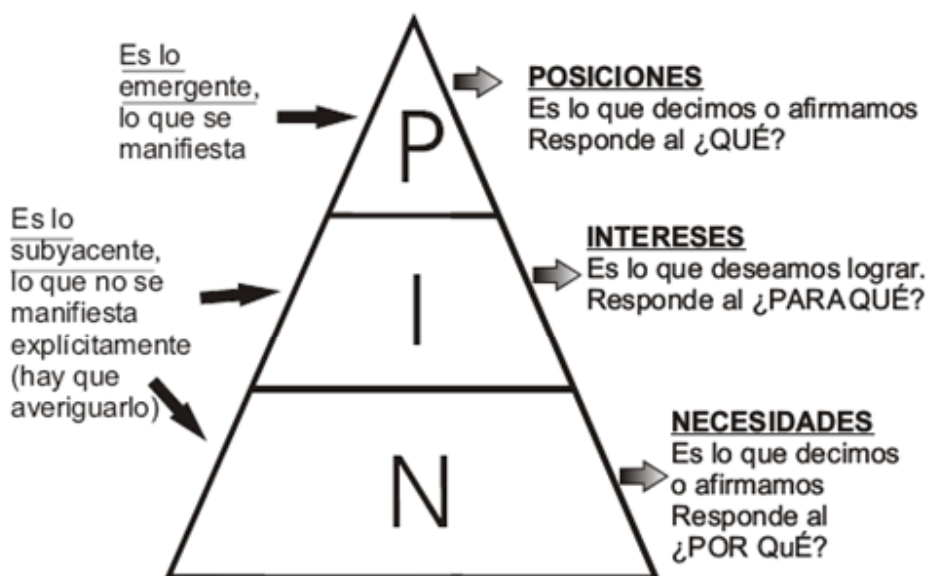 Es lo
emergente,
lo que se
manifiesta
P
POSICIONES
Es lo que decimos o afirmamos
Responde al ¿QUÉ?
Es lo
subyacente,
lo que no se
manifiesta
explícitamente
(hay que
averiguarlo)
I
INTERESES
Es lo que deseamos lograr.
Responde al ¿PARA QUÉ?
N
NECESIDADES
Es lo que decimos
o afirmamos
Responde al
¿POR QuÉ?